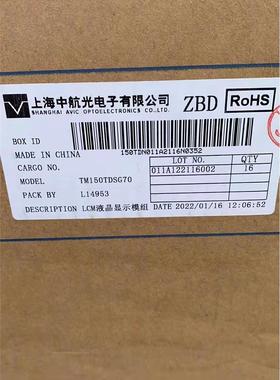 上海中航光电子有限公司 ZBD RoHS
SHANGHAI AVIC OPTOELECTRONICS CO.,LTD.
BOX ID
150TDN011A2116N0352
MADE IN CHINA
CARGO NO. LOT NO. QTY
011A122116002 16
MODEL TM150TDSG70
PACK BY L14953
DESCRIPTION LCM液晶显示模组 DATE 2022/01/16 12:06:52